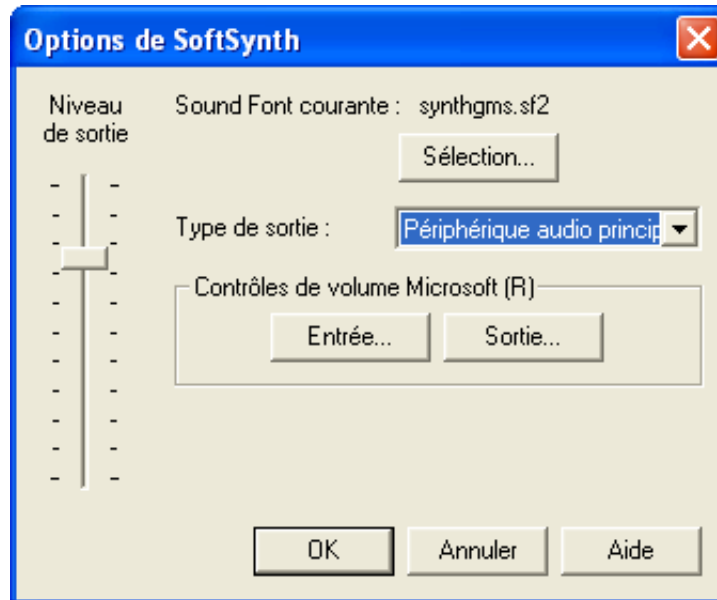 Options de SoftSynth
Niveau
de sortie
Sound Font courante : synthgms.sf2
Sélection...
Type de sortie : Périphérique audio princip
Contrôles de volume Microsoft (R)
Entrée... Sortie...
OK Annuler Aide